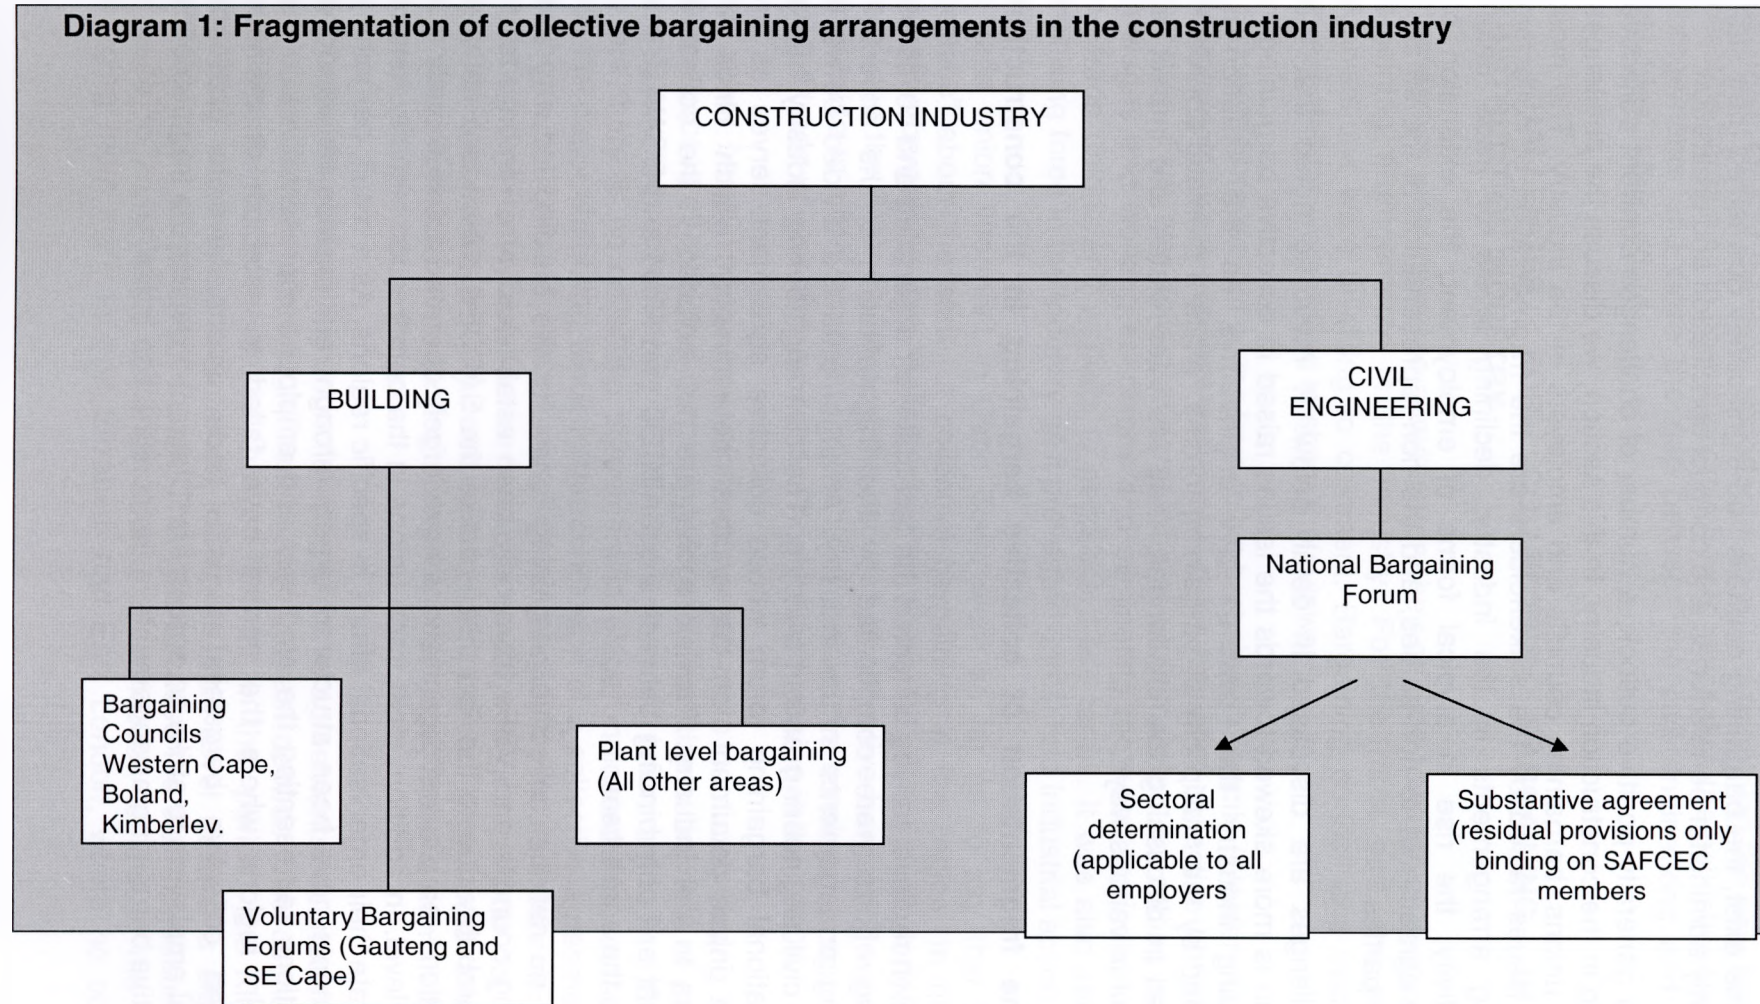 Diagram 1: Fragmentation of collective bargaining arrangements in the construction industry
CONSTRUCTION INDUSTRY
BUILDING
CIVIL
ENGINEERING
National Bargaining
Forum
Bargaining
Councils
Western Cape,
Boland,
Kimberley.
Plant level bargaining
(All other areas)
Voluntary Bargaining
Forums (Gauteng and
SE Cape)
Sectoral
determination
(applicable to all
employers
Substantive agreement
(residual provisions only
binding on SAFCEC
members